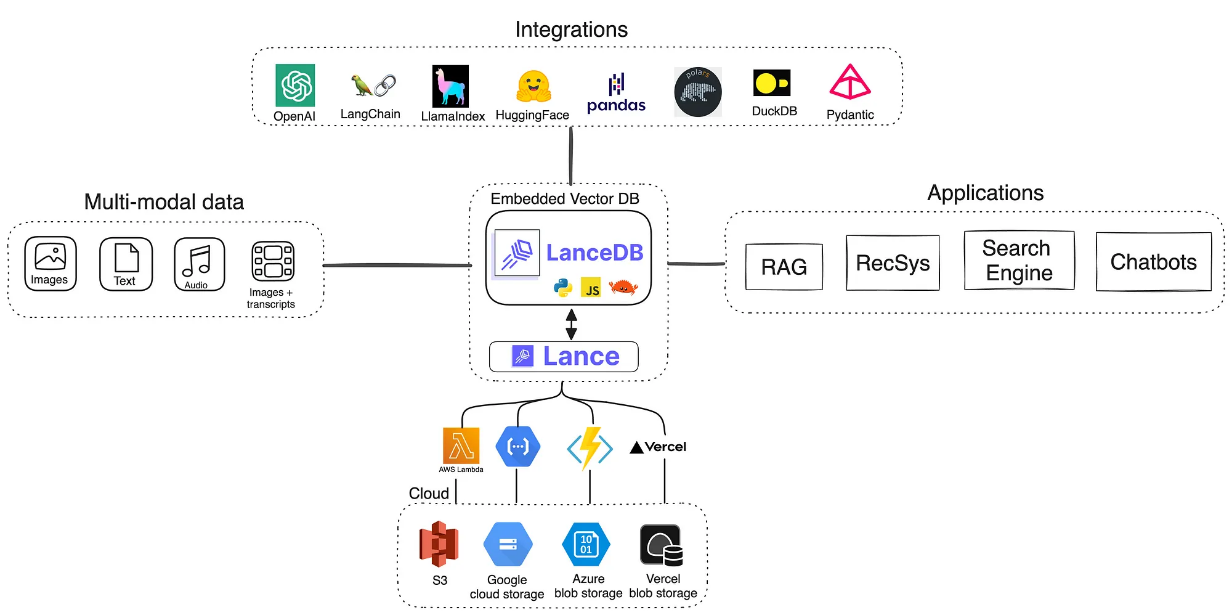 Integrations
OpenAI
LangChain
LlamaIndex
HuggingFace
pandas
polars
DuckDB
Pydantic
Multi-modal data
Images
Text
Audio
Images +
transcripts
Embedded Vector DB
LanceDB
JS
Lance
Applications
RAG
RecSys
Search
Engine
Chatbots
AWS Lambda
Vercel
Cloud
S3
Google
cloud storage
10
01
Azure
blob storage
Vercel
blob storage